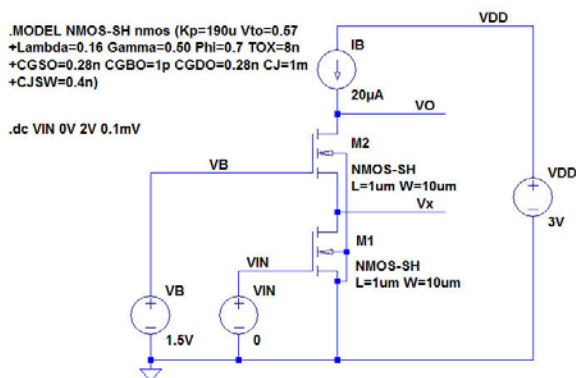 .MODEL NMOS-SH nmos (Kp=190u Vto=0.57
+Lambda=0.16 Gamma=0.50 Phi=0.7 TOX=8n
+CGSO=0.28n CGBO=1p CGDO=0.28n CJ=1m
+CJSW=0.4n)
.dc VIN 0V 2V 0.1mV
VDD
IB
20µA
VO
M2
NMOS-SH
L=1um W=10um
VB
Vx
VDD
3V
M1
NMOS-SH
L=1um W=10um
VIN
VB
1.5V
VIN
0